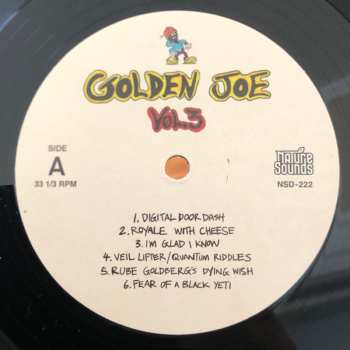 GOLDEN JOE
VOL.3
SIDE
A
33 1/3 RPM
Nature
Sounds
NSD-222
1. DIGITAL DOOR DASH
2. ROYALE WITH CHEESE
3. I'M GLAD I KNOW
4. VEIL LIFTER/QUANTUM RIDDLES
5. RUBE GOLDBERG'S DYING WISH
6. FEAR OF A BLACK YETI